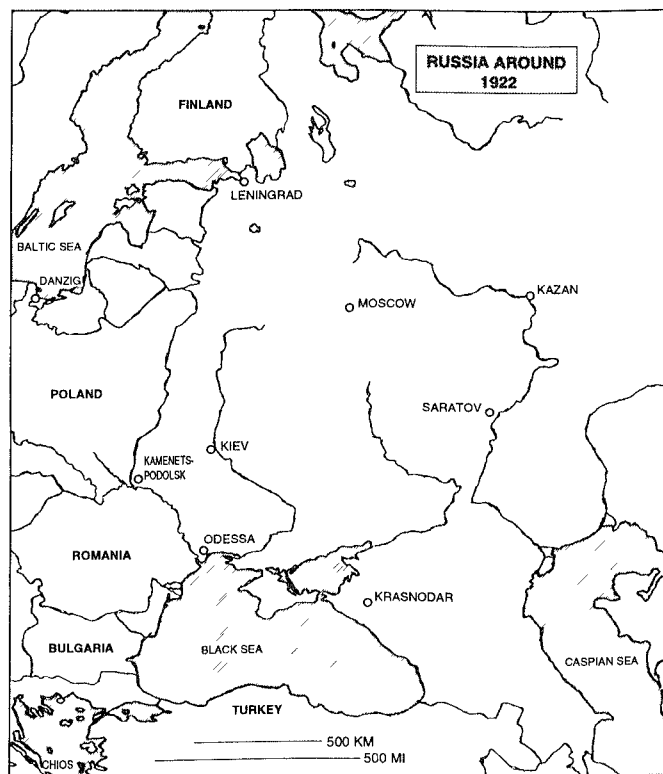 RUSSIA AROUND
1922
FINLAND
LENINGRAD
BALTIC SEA
DANZIG
KAZAN
MOSCOW
POLAND
SARATOV
KIEV
KAMENETS-
PODOLSK
ODESSA
ROMANIA
KRASNODAR
BULGARIA
BLACK SEA
CASPIAN SEA
TURKEY
CHIOS
500 KM
500 MI